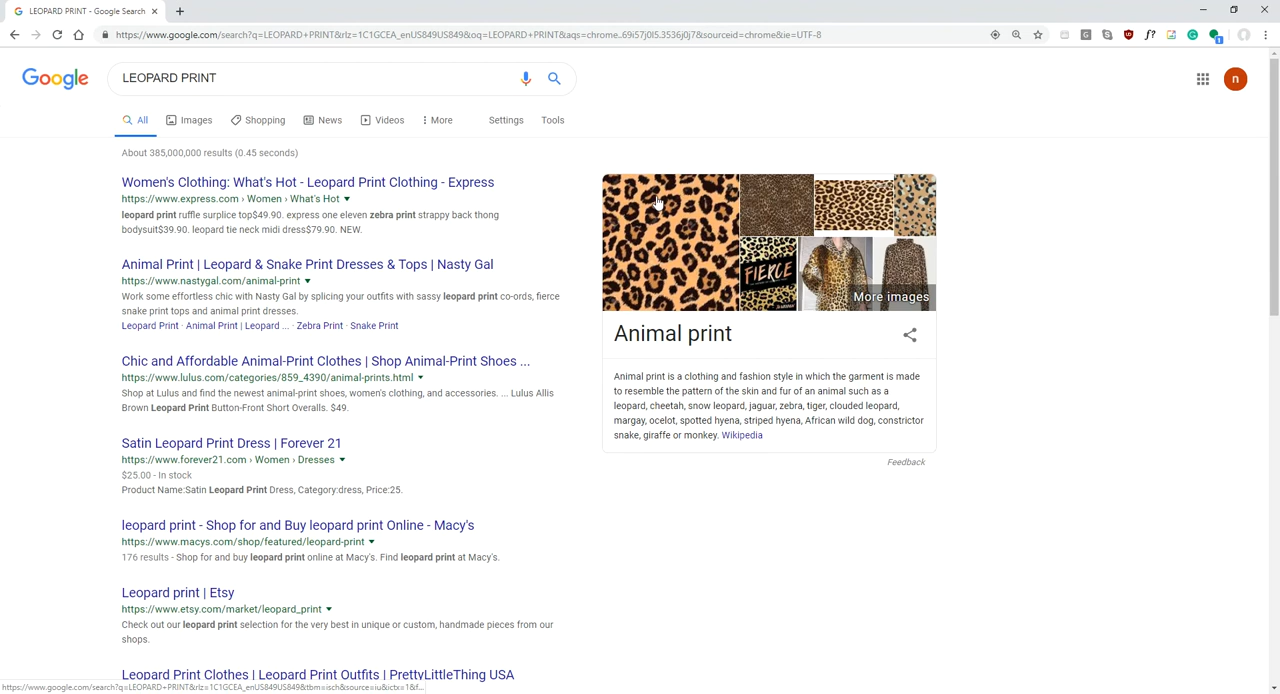 LEOPARD PRINT - Google Search
https://www.google.com/search?q=LEOPARD+PRINT&rlz=1C1GCEA_enUS849US849&oq=LEOPARD+PRINT&aqs=chrome..69i57j0l5.3536j0j7&sourceid=chrome&ie=UTF-8
Google
LEOPARD PRINT
n
All Images Shopping News Videos More Settings Tools
About 385,000,000 results (0.45 seconds)
Women's Clothing: What's Hot - Leopard Print Clothing - Express
https://www.express.com › Women › What's Hot
leopard print ruffle surplice top$49.90. express one eleven zebra print strappy back thong
bodysuit$39.90. leopard tie neck midi dress$79.90. NEW.
Animal Print | Leopard & Snake Print Dresses & Tops | Nasty Gal
https://www.nastygal.com/animal-print
Work some effortless chic with Nasty Gal by splicing your outfits with sassy leopard print co-ords, fierce
snake print tops and animal print dresses.
Leopard Print · Animal Print | Leopard ... · Zebra Print · Snake Print
Chic and Affordable Animal-Print Clothes | Shop Animal-Print Shoes ...
https://www.lulus.com/categories/859_4390/animal-prints.html
Shop at Lulus and find the newest animal-print shoes, women's clothing, and accessories. ... Lulus Allis
Brown Leopard Print Button-Front Short Overalls. $49.
Satin Leopard Print Dress | Forever 21
https://www.forever21.com › Women › Dresses
$25.00 - In stock
Product Name:Satin Leopard Print Dress, Category:dress, Price:25.
leopard print - Shop for and Buy leopard print Online - Macy's
https://www.macys.com/shop/featured/leopard-print
176 results - Shop for and buy leopard print online at Macy's. Find leopard print at Macy's.
Leopard print | Etsy
https://www.etsy.com/market/leopard_print
Check out our leopard print selection for the very best in unique or custom, handmade pieces from our
shops.
Leopard Print Clothes | Leopard Print Outfits | PrettyLittleThing USA
FIERCE
More images
Animal print
Animal print is a clothing and fashion style in which the garment is made
to resemble the pattern of the skin and fur of an animal such as a
leopard, cheetah, snow leopard, jaguar, zebra, tiger, clouded leopard,
margay, ocelot, spotted hyena, striped hyena, African wild dog, constrictor
snake, giraffe or monkey. Wikipedia
Feedback
https://www.google.com/search?q=LEOPARD+PRINT&rlz=1C1GCEA_enUS849US849&tbm=isch&source=iu&ictx=1&f...